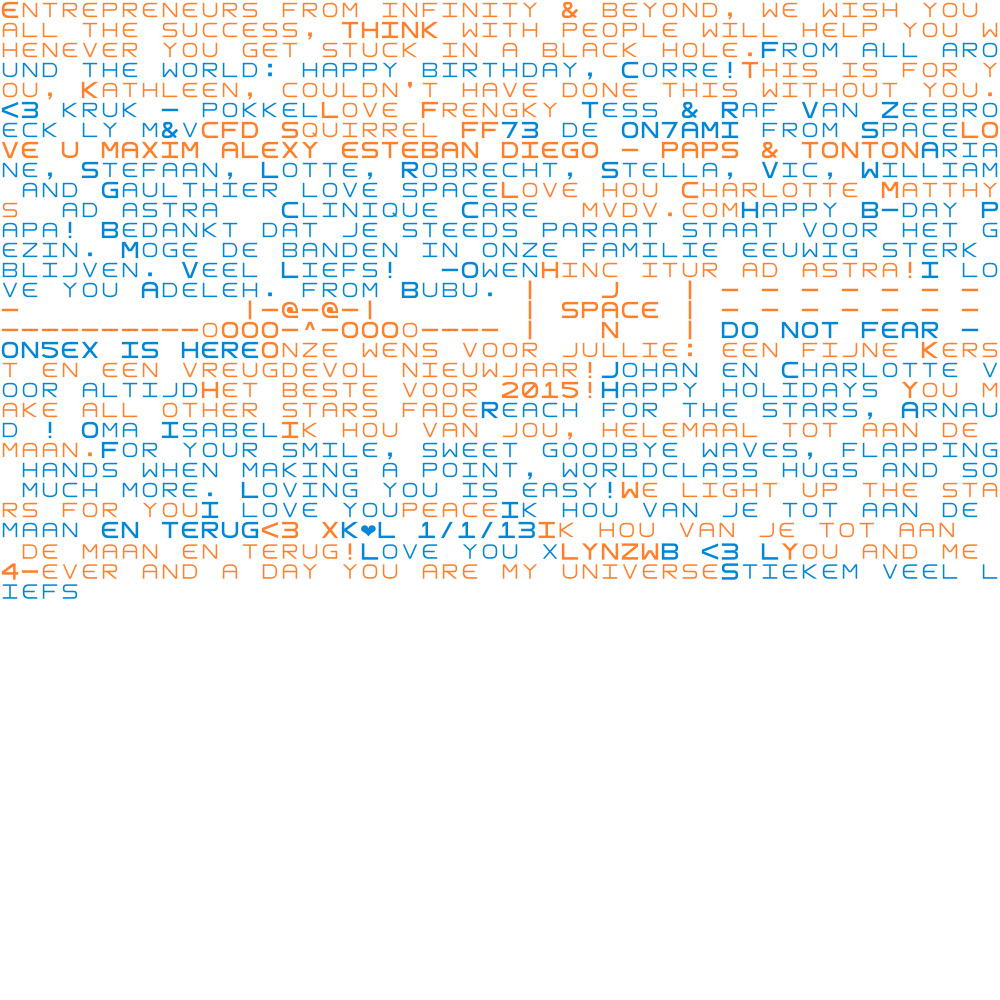 Entrepreneurs from infinity & beyond, we wish you
all the success, THINK with people will help you w
henever you get stuck in a black hole.From all aro
und the world: happy birthday, Corre!This is for y
ou, Kathleen, couldn't have done this without you.
<3 kruk - pokkelLove Frengky Tess & Raf Van Zeebro
eck ly m&vCFD Squirrel FF73 de ON7AMI from SpaceLO
VE U MAXIM ALEXY ESTEBAN DIEGO - PAPS & TONTONAria
ne, Stefaan, Lotte, Robrecht, Stella, Vic, William
 and Gaulthier love spaceLove hou Charlotte Matthy
s  ad astra   Clinique Care  mvdv.comHappy B-day P
apa! Bedankt dat je steeds paraat staat voor het g
ezin. Moge de banden in onze familie eeuwig sterk
blijven. Veel Liefs!  -OwenHinc itur ad astra!I lo
ve you Adeleh. from Bubu. |   J   | - - - - - - -
-           |-@-@-|        | SPACE | - - - - - - -
----------oOOO-^-OOOo---- |   N   | DO NOT FEAR -
ON5EX IS HEREOnze wens voor jullie: een fijne Kers
t en een vreugdevol nieuwjaar!Johan en Charlotte v
oor altijdHet beste voor 2015!Happy holidays You m
ake all other stars fadeReach for the stars, Arnau
d ! Oma IsabelIk hou van jou, helemaal tot aan de
maan.For your smile, sweet goodbye waves, flapping
 hands when making a point, worldclass hugs and so
 much more. Loving you is easy!We light up the sta
rs for youI love youpeaceIk hou van je tot aan de
maan EN TERUG<3 XK❤L 1/1/13Ik hou van je tot aan
 de maan en terug!Love you xLYNZWB <3 LYou and me
4-ever and a day you are my universeStiekem veel l
iefs